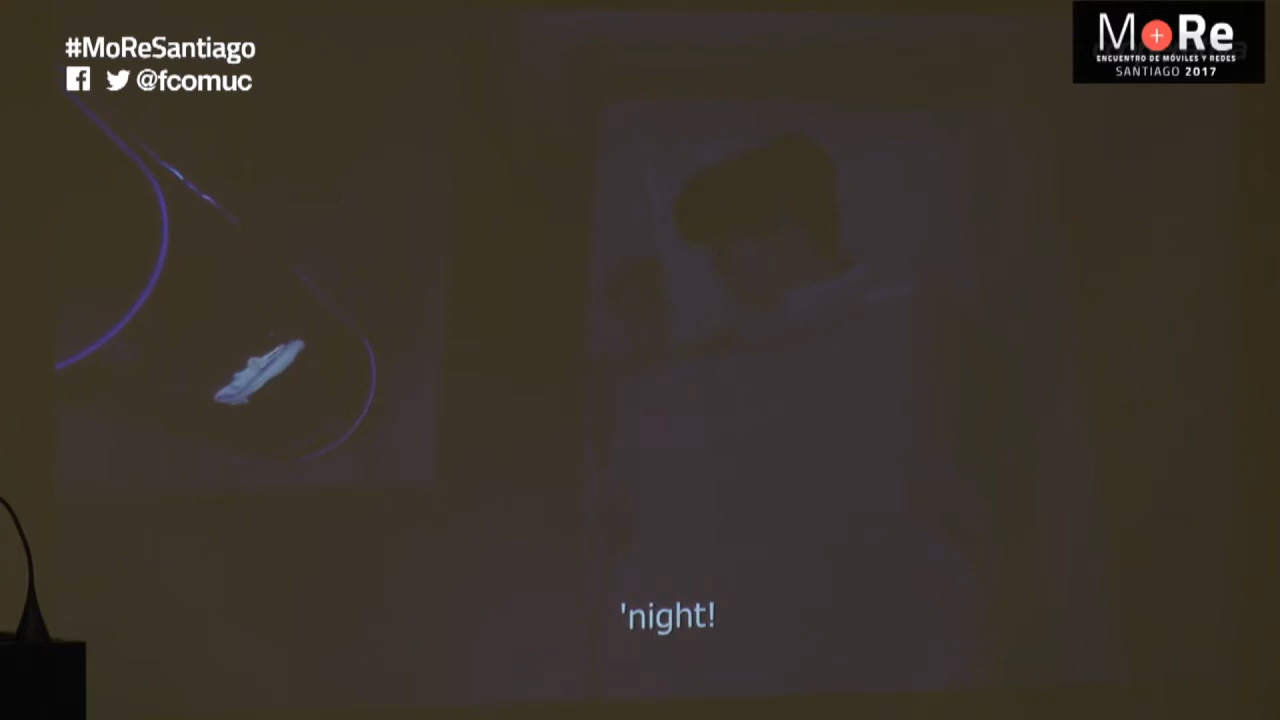 #MoReSantiago
@fcomuc
MoRe
ENCUENTRO DE MÓVILES Y REDES
SANTIAGO 2017
'night!